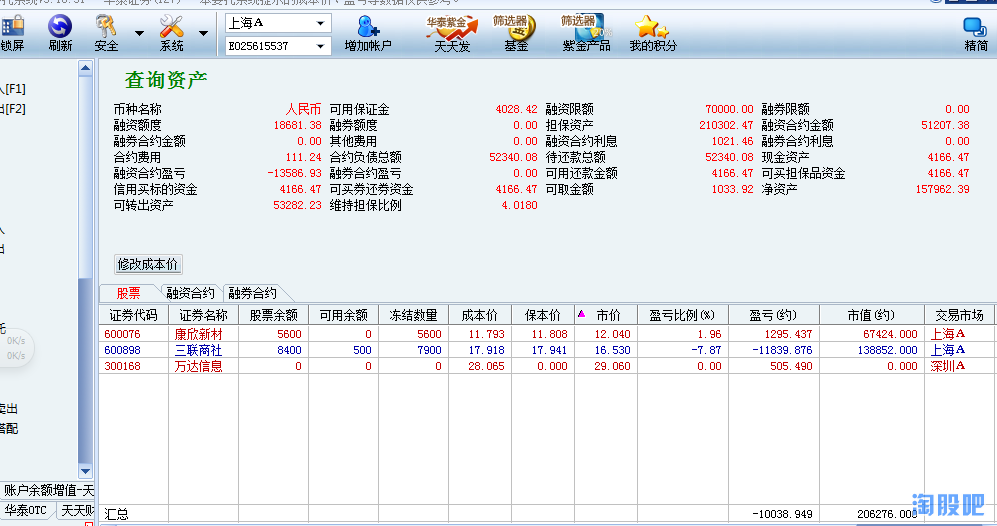 锁屏 刷新 安全 系统 上海A 增加帐户 华泰紫金 天天发 筛选器 基金 筛选器 紫金产品 我的积分 精简
E025615537
[F1]
[F2]
查询资产
币种名称 人民币 可用保证金 4028.42 融资限额 70000.00 融券限额 0.00
融资额度 18681.38 融券额度 0.00 担保资产 210302.47 融资合约金额 51207.38
融券合约金额 0.00 其他费用 0.00 融资合约利息 1021.46 融券合约利息 0.00
合约费用 111.24 合约负债总额 52340.08 待还款总额 52340.08 现金资产 4166.47
融资合约盈亏 -13586.93 融券合约盈亏 0.00 可用还款金额 4166.47 可买担保品资金 4166.47
信用买标的资金 4166.47 可买券还券资金 4166.47 可取金额 1033.92 净资产 157962.39
可转出资产 53282.23 维持担保比例 4.0180
修改成本价
股票 融资合约 融券合约
证券代码 证券名称 股票余额 可用余额 冻结数量 成本价 保本价 市价 盈亏比例(%) 盈亏(约) 市值(约) 交易市场
600076 康欣新材 5600 0 5600 11.793 11.808 12.040 1.96 1295.437 67424.000 上海A
600898 三联商社 8400 500 7900 17.918 17.941 16.530 -7.87 -11839.876 138852.000 上海A
300168 万达信息 0 0 0 28.065 0.000 29.060 0.00 505.490 0.000 深圳A
0K/s
0K/s
卖出
搭配
账户余额增值-天
华泰OTC 天天财
汇总 -10038.949 206276.000
淘股吧